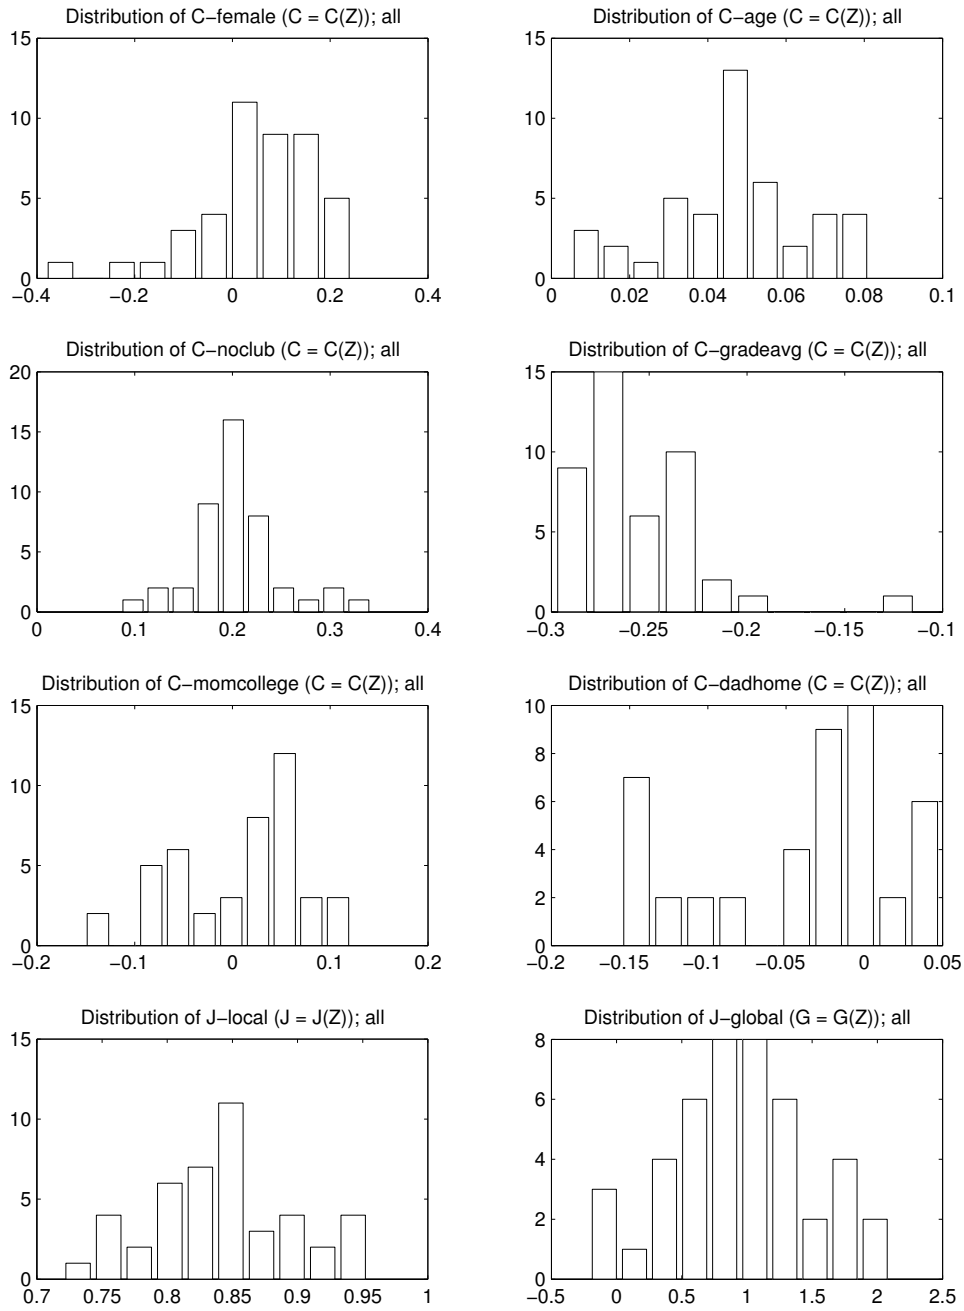 Distribution of C−female (C = C(Z)); all
15
10
5
0
−0.4 −0.2 0 0.2 0.4
Distribution of C−age (C = C(Z)); all
15
10
5
0
0 0.02 0.04 0.06 0.08 0.1
Distribution of C−noclub (C = C(Z)); all
20
15
10
5
0
0 0.1 0.2 0.3 0.4
Distribution of C−gradeavg (C = C(Z)); all
15
10
5
0
−0.3 −0.25 −0.2 −0.15 −0.1
Distribution of C−momcollege (C = C(Z)); all
15
10
5
0
−0.2 −0.1 0 0.1 0.2
Distribution of C−dadhome (C = C(Z)); all
10
8
6
4
2
0
−0.2 −0.15 −0.1 −0.05 0 0.05
Distribution of J−local (J = J(Z)); all
15
10
5
0
0.7 0.75 0.8 0.85 0.9 0.95 1
Distribution of J−global (G = G(Z)); all
8
6
4
2
0
−0.5 0 0.5 1 1.5 2 2.5